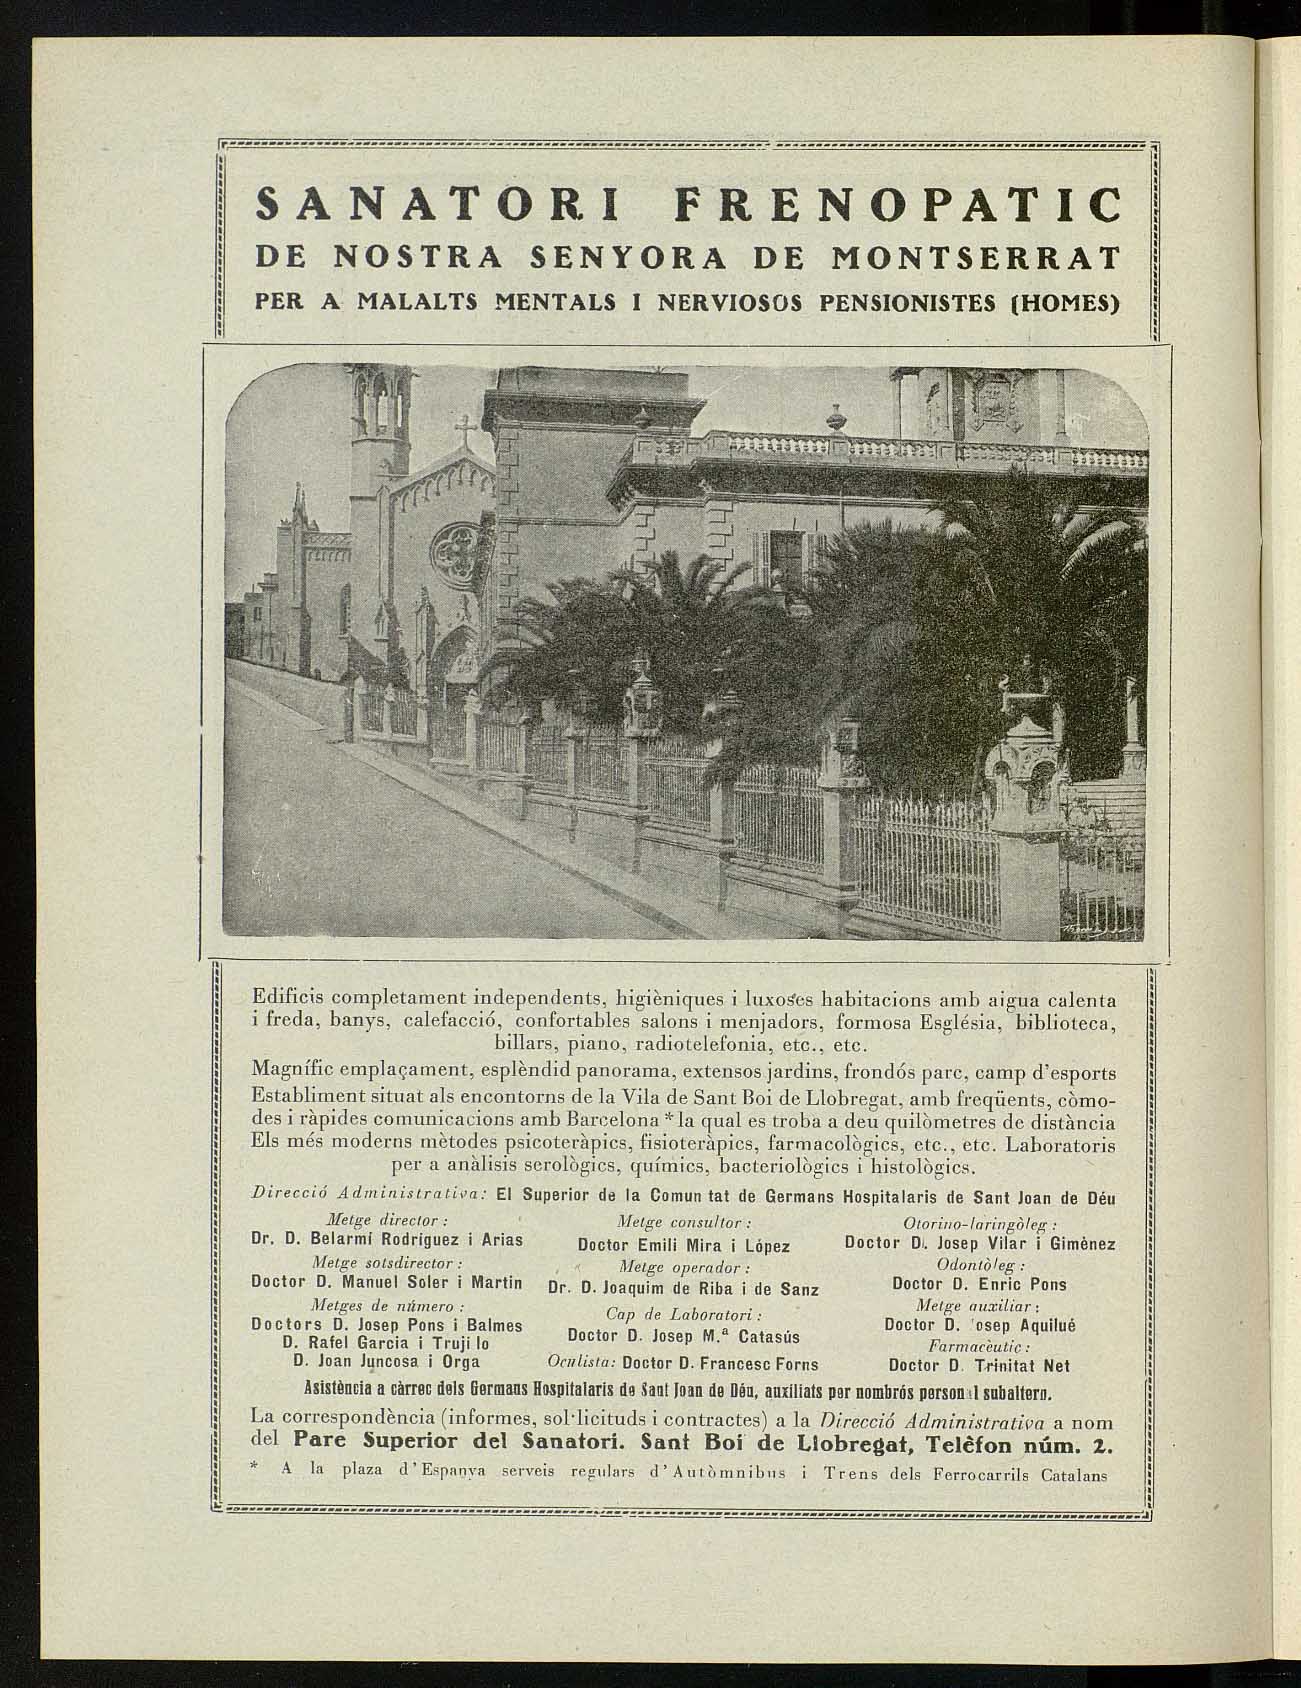 SANATORI FRENOPATIC
DE NOSTRA SENYORA DE MONTSERRAT
PER A MALALTS MENTALS I NERVIOSOS PENSIONISTES (HOMES)
Edificis completament independents, higièniques i luxoses habitacions amb aigua calenta
i freda, banys, calefacció, confortables salons i menjadors, formosa Església, biblioteca,
billars, piano, radiotelefonia, etc., etc.
Magnífic emplaçament, esplèndid panorama, extensos jardins, frondós parc, camp d'esports
Establiment situat als encontorns de la Vila de Sant Boi de Llobregat, amb freqüents, còmo-
des i ràpides comunicacions amb Barcelona * la qual es troba a deu quilòmetres de distància
Els més moderns mètodes psicoteràpics, fisioteràpics, farmacològics, etc., etc. Laboratoris
per a anàlisis serològics, químics, bacteriològics i histològics.
Direcció Administrativa: El Superior de la Comun tat de Germans Hospitalaris de Sant Joan de Déu
Metge director:
Dr. D. Belarmí Rodríguez i Arias
Metge sotsdirector:
Doctor D. Manuel Soler i Martin
Metges de número:
Doctors D. Josep Pons i Balmes
D. Rafel Garcia i Truji lo
D. Joan Juncosa i Orga
Metge consultor:
Doctor Emili Mira i López
Metge operador:
Dr. D. Joaquim de Riba i de Sanz
Cap de Laboratori:
Doctor D. Josep M.ª Catasús
Oculista: Doctor D. Francesc Forns
Otorino-laringòleg:
Doctor D. Josep Vilar i Gimènez
Odontòleg:
Doctor D. Enric Pons
Metge auxiliar:
Doctor D. 'osep Aquilué
Farmacèutic:
Doctor D. Trinitat Net
Asistència a càrrec dels Germans Hospitalaris de Sant Joan de Déu, auxiliats per nombrós personal subaltern.
La correspondència (informes, sol·licituds i contractes) a la Direcció Administrativa a nom
del Pare Superior del Sanatori. Sant Boi de Llobregat, Telèfon núm. 2.
* A la plaza d'Espanya serveis regulars d'Autòmnibus i Trens dels Ferrocarrils Catalans